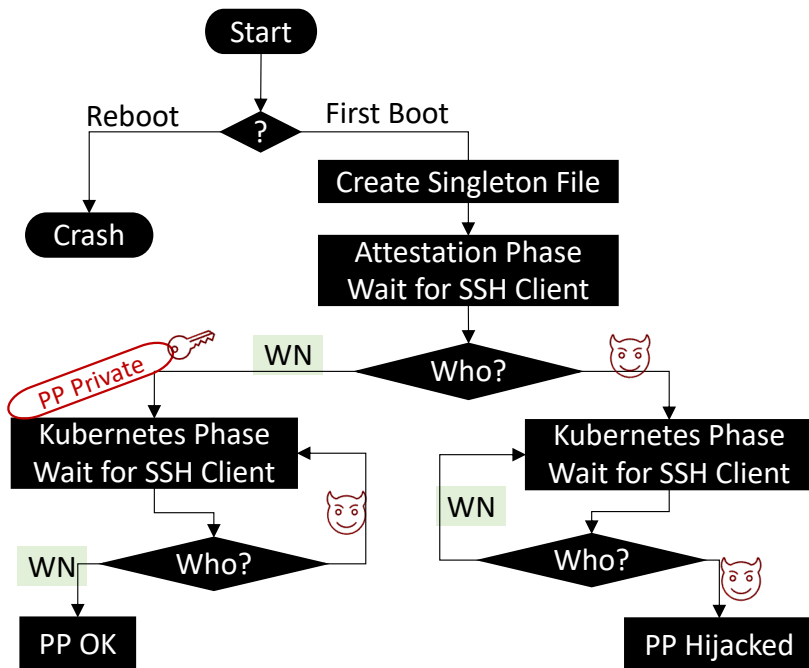 Start
Reboot
?
First Boot
Create Singleton File
Crash
Attestation Phase
Wait for SSH Client
WN
Who?
PP Private
Kubernetes Phase
Wait for SSH Client
Kubernetes Phase
Wait for SSH Client
WN
Who?
Who?
WN
PP OK
PP Hijacked